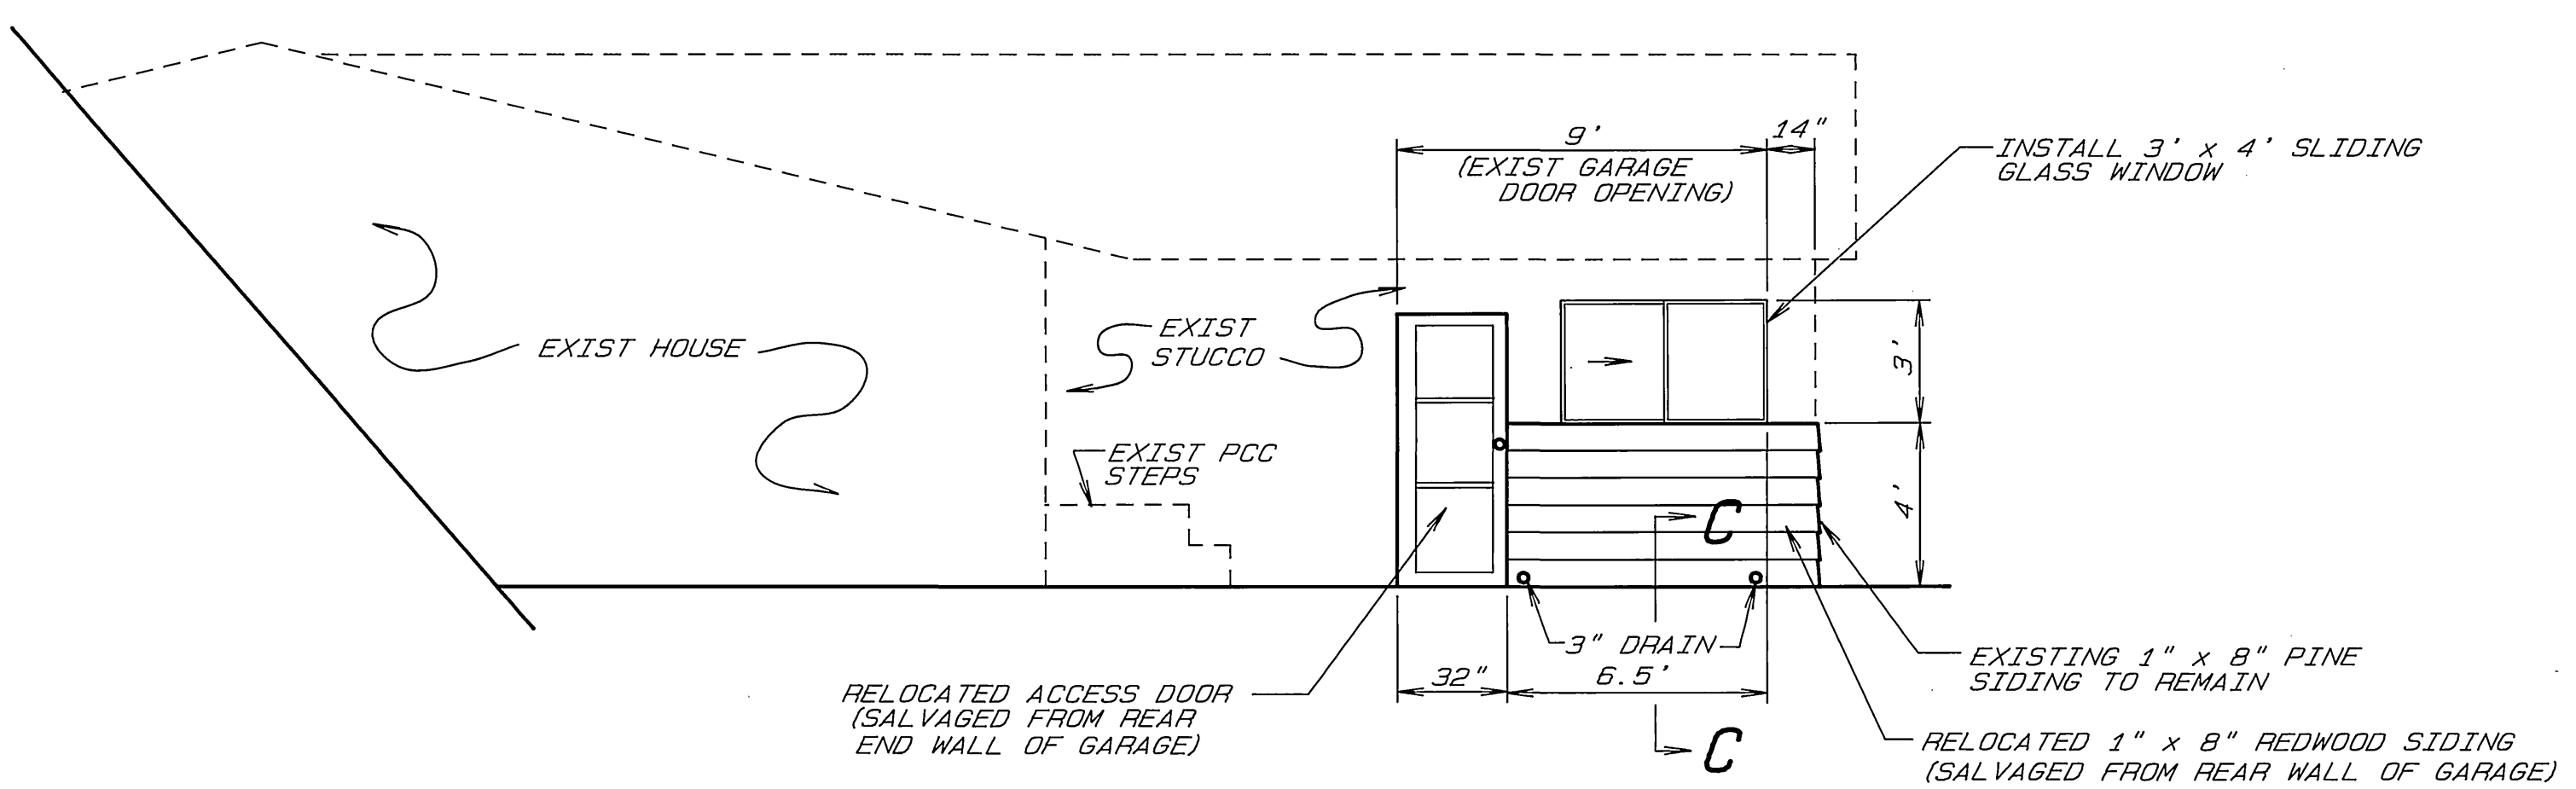 9'
(EXIST GARAGE
DOOR OPENING)
14"
INSTALL 3' x 4' SLIDING
GLASS WINDOW
EXIST HOUSE
EXIST
STUCCO
EXIST PCC
STEPS
3'
4'
C
3" DRAIN
32"
6.5'
C
RELOCATED ACCESS DOOR
(SALVAGED FROM REAR
END WALL OF GARAGE)
EXISTING 1" x 8" PINE
SIDING TO REMAIN
RELOCATED 1" x 8" REDWOOD SIDING
(SALVAGED FROM REAR WALL OF GARAGE)